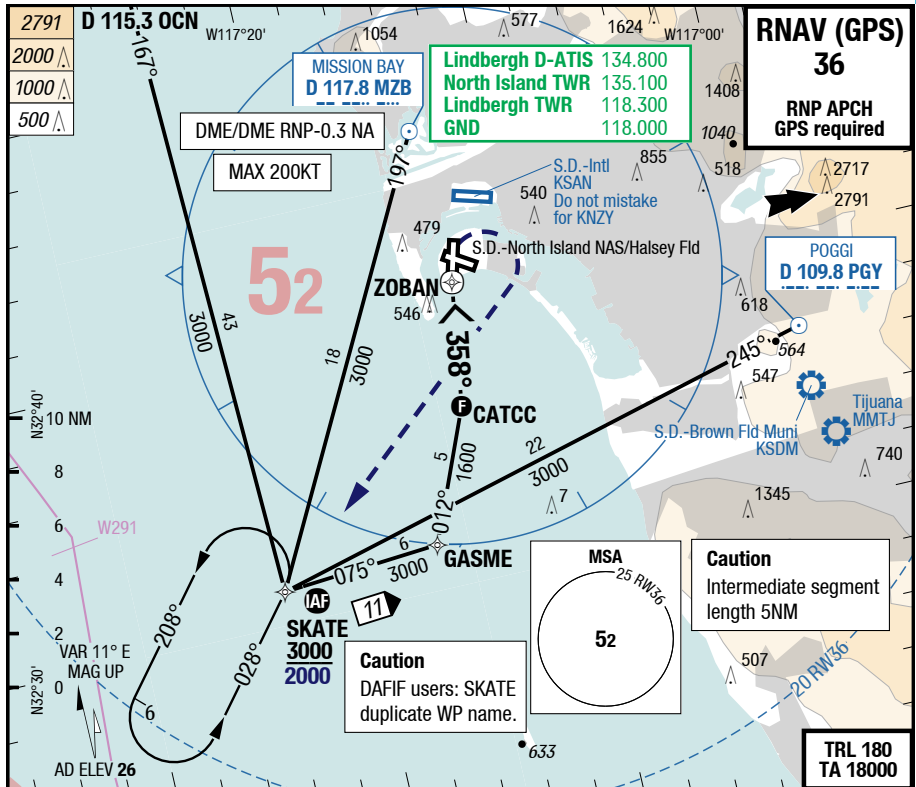 2791
2000
1000
500
D 115.3 OCN
167°
W117°20'
1054
577
1624
W117°00'
RNAV (GPS)
36
RNP APCH
GPS required
MISSION BAY
D 117.8 MZB
Lindbergh D-ATIS 134.800
North Island TWR 135.100
Lindbergh TWR 118.300
GND 118.000
1408
1040
DME/DME RNP-0.3 NA
MAX 200KT
197°
855
518
2717
2791
S.D.-Intl
KSAN
Do not mistake
for KNZY
540
479
S.D.-North Island NAS/Halsey Fld
52
ZOBAN
546
POGGI
D 109.8 PGY
618
564
245°
547
43
3000
18
3000
358°
F
CATCC
N32°40'
10 NM
8
6
4
2
0
N32°30'
Tijuana
MMTJ
S.D.-Brown Fld Muni
KSDM
740
22
3000
5
1600
012°
7
1345
W291
6
075°
3000
GASME
IAF
SKATE
3000
2000
11
208°
028°
6
MSA
25 RW36
52
Caution
Intermediate segment
length 5NM
Caution
DAFIF users: SKATE
duplicate WP name.
507
20 RW36
633
VAR 11° E
MAG UP
AD ELEV 26
TRL 180
TA 18000